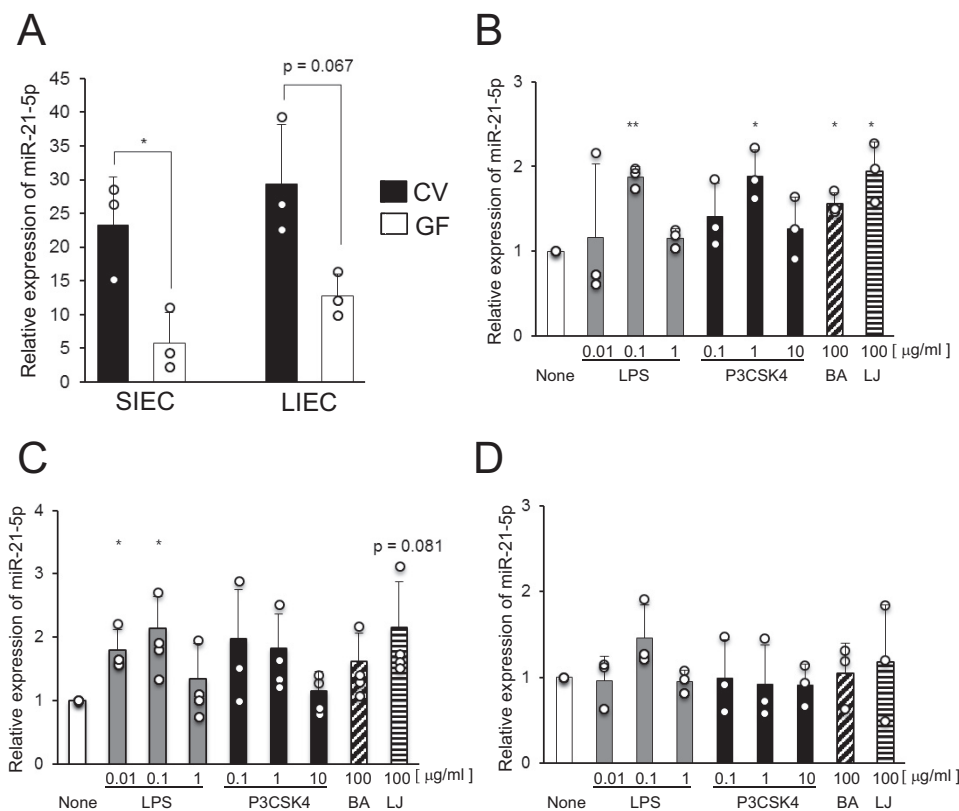 A
Relative expression of miR-21-5p
45
40
35
30
25
20
15
10
5
0
*
p = 0.067
SIEC
LIEC
CV
GF
B
Relative expression of miR-21-5p
3
2
1
0
** * * *
0.01 0.1 1 0.1 1 10 100 100 [ μg/ml ]
None LPS P3CSK4 BA LJ
C
Relative expression of miR-21-5p
4
3
2
1
0
* *
p = 0.081
0.01 0.1 1 0.1 1 10 100 100 [ μg/ml ]
None LPS P3CSK4 BA LJ
D
Relative expression of miR-21-5p
3
2
1
0
0.01 0.1 1 0.1 1 10 100 100 [ μg/ml ]
None LPS P3CSK4 BA LJ